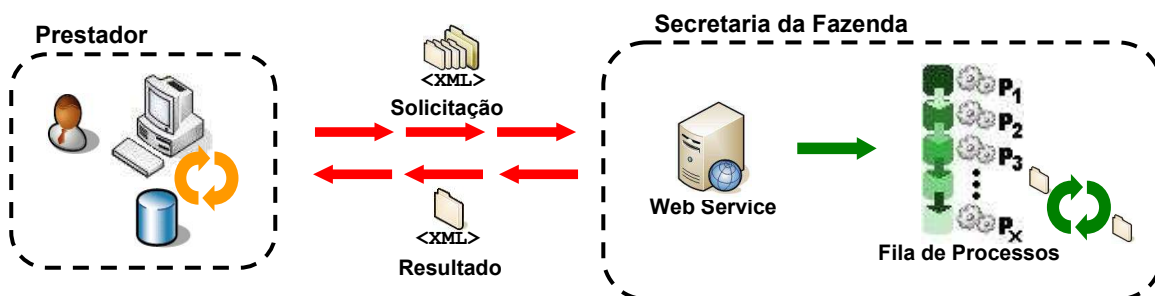 Prestador
<XML>
Solicitação
<XML>
Resultado
Secretaria da Fazenda
Web Service
P1
P2
P3
Px
Fila de Processos